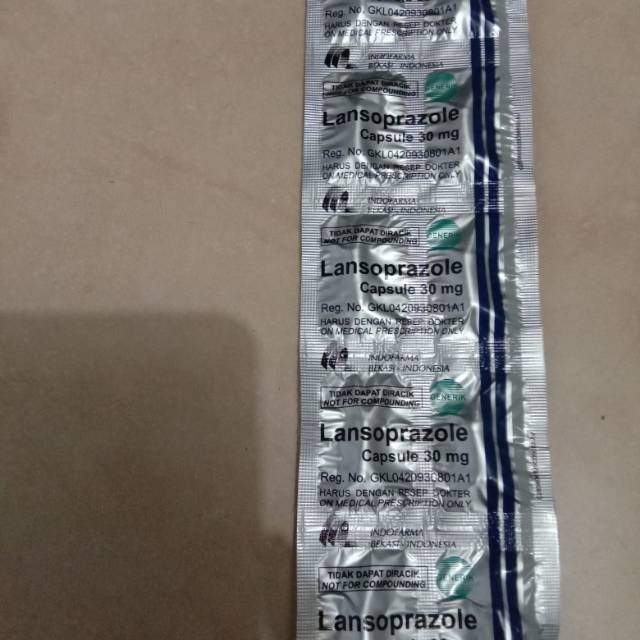 Reg. No. GKL0420930801A1
HARUS DENGAN RESEP DOKTER
ON MEDICAL PRESCRIPTION ONLY
INDOFARMA
BEKASI - INDONESIA
TIDAK DAPAT DIRACIK
NOT FOR COMPOUNDING
GENERIK
Lansoprazole
Capsule 30 mg
Reg. No. GKL0420930801A1
HARUS DENGAN RESEP DOKTER
ON MEDICAL PRESCRIPTION ONLY
INDOFARMA
BEKASI - INDONESIA
TIDAK DAPAT DIRACIK
NOT FOR COMPOUNDING
GENERIK
Lansoprazole
Capsule 30 mg
Reg. No. GKL0420930801A1
HARUS DENGAN RESEP DOKTER
ON MEDICAL PRESCRIPTION ONLY
INDOFARMA
BEKASI - INDONESIA
TIDAK DAPAT DIRACIK
NOT FOR COMPOUNDING
GENERIK
Lansoprazole
Capsule 30 mg
Reg. No. GKL0420930801A1
HARUS DENGAN RESEP DOKTER
ON MEDICAL PRESCRIPTION ONLY
INDOFARMA
BEKASI - INDONESIA
TIDAK DAPAT DIRACIK
NOT FOR COMPOUNDING
GENERIK
Lansoprazole